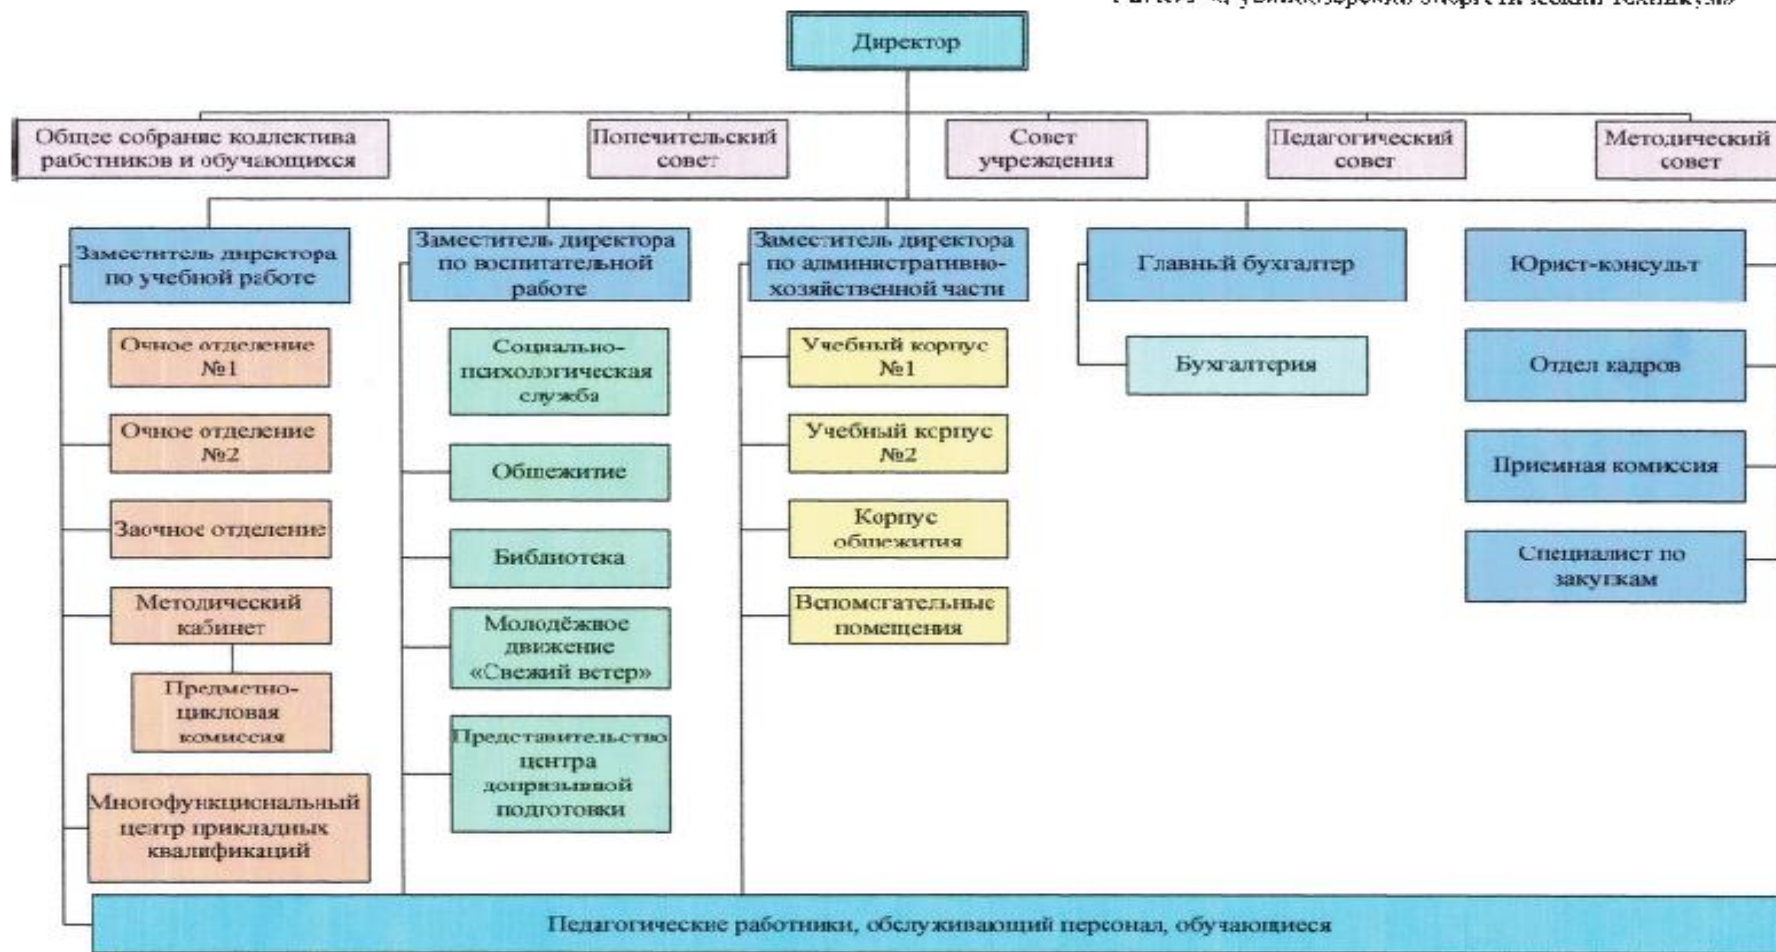 энергетический техникум»
Директор
Общее собрание коллектива
работников и обучающихся
Попечительский
совет
Совет
учреждения
Педагогический
совет
Методический
совет
Заместитель директора
по учебной работе
Заместитель директора
по воспитательной
работе
Заместитель директора
по административно-
хозяйственной части
Главный бухгалтер
Юрист-консульт
Очное отделение
№1
Очное отделение
№2
Заочное отделение
Методический
кабинет
Предметно-
цикловая
комиссия
Многофункциональный
центр прикладных
квалификаций
Социально-
психологическая
служба
Общежитие
Библиотека
Молодёжное
движение
«Свежий ветер»
Представительство
центра
допризывной
подготовки
Учебный корпус
№1
Учебный корпус
№2
Корпус
общежития
Вспомогательные
помещения
Бухгалтерия
Отдел кадров
Приемная комиссия
Специалист по
закупкам
Педагогические работники, обслуживающий персонал, обучающиеся